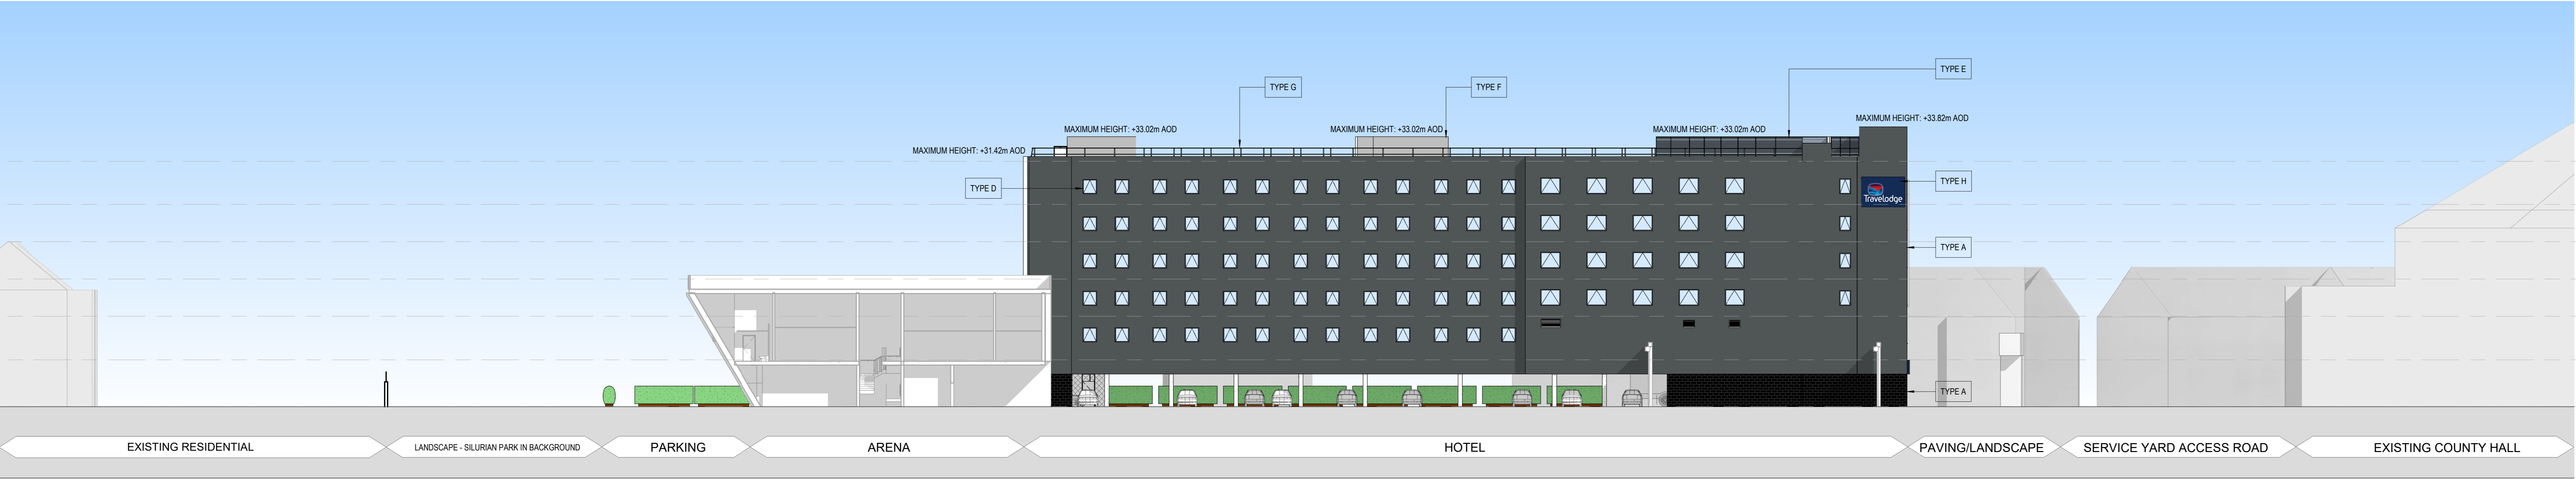 TYPE E
TYPE G
TYPE F
MAXIMUM HEIGHT: +33.82m AOD
MAXIMUM HEIGHT: +33.02m AOD
MAXIMUM HEIGHT: +33.02m AOD
MAXIMUM HEIGHT: +33.02m AOD
MAXIMUM HEIGHT: +31.42m AOD
TYPE D
TYPE H
Travelodge
TYPE A
TYPE A
EXISTING RESIDENTIAL
LANDSCAPE - SILURIAN PARK IN BACKGROUND
PARKING
ARENA
HOTEL
PAVING/LANDSCAPE
SERVICE YARD ACCESS ROAD
EXISTING COUNTY HALL